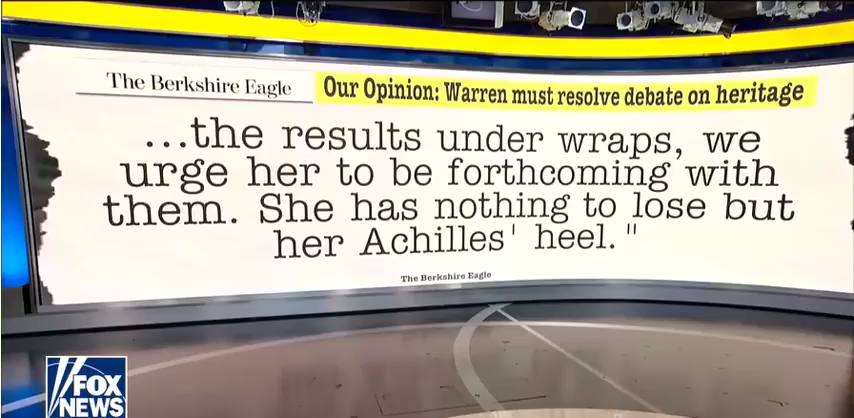 The Berkshire Eagle
Our Opinion: Warren must resolve debate on heritage
...the results under wraps, we
urge her to be forthcoming with
them. She has nothing to lose but
her Achilles' heel."
The Berkshire Eagle
FOX
NEWS